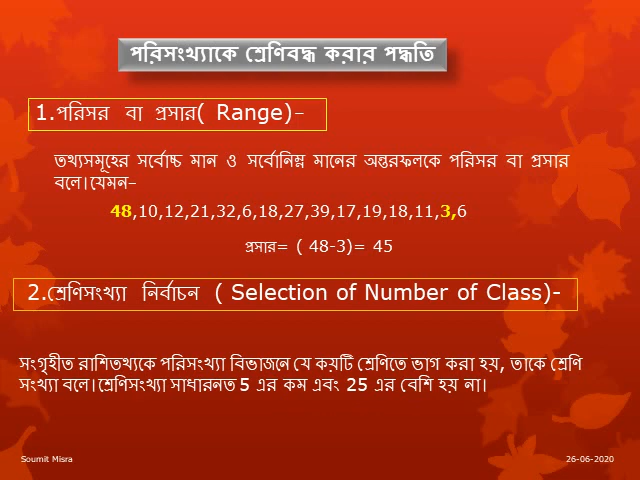 পরিসংখ্যাকে শ্রেণিবদ্ধ করার পদ্ধতি
1.পরিসর বা প্রসার( Range)–
তথ্যসমূহের সর্বোচ্চ মান ও সর্বোনিম্ন মানের অন্তরফলকে পরিসর বা প্রসার
বলে।যেমন–
48,10,12,21,32,6,18,27,39,17,19,18,11,3,6
প্রসার= ( 48-3)= 45
2.শ্রেণিসংখ্যা নির্বাচন ( Selection of Number of Class)-
সংগৃহীত রাশিতথ্যকে পরিসংখ্যা বিভাজনে যে কয়টি শ্রেণিতে ভাগ করা হয়, তাকে শ্রেণি
সংখ্যা বলে।শ্রেণিসংখ্যা সাধারনত 5 এর কম এবং 25 এর বেশি হয় না।
Soumit Misra
26-06-2020